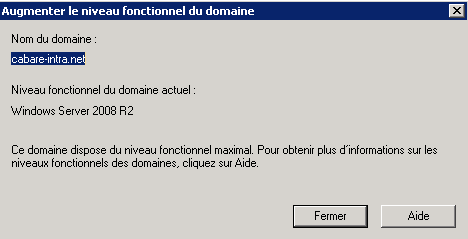 Augmenter le niveau fonctionnel du domaine
Nom du domaine :
cabare-intra.net
Niveau fonctionnel du domaine actuel :
Windows Server 2008 R2
Ce domaine dispose du niveau fonctionnel maximal. Pour obtenir plus d'informations sur les
niveaux fonctionnels des domaines, cliquez sur Aide.
Fermer
Aide